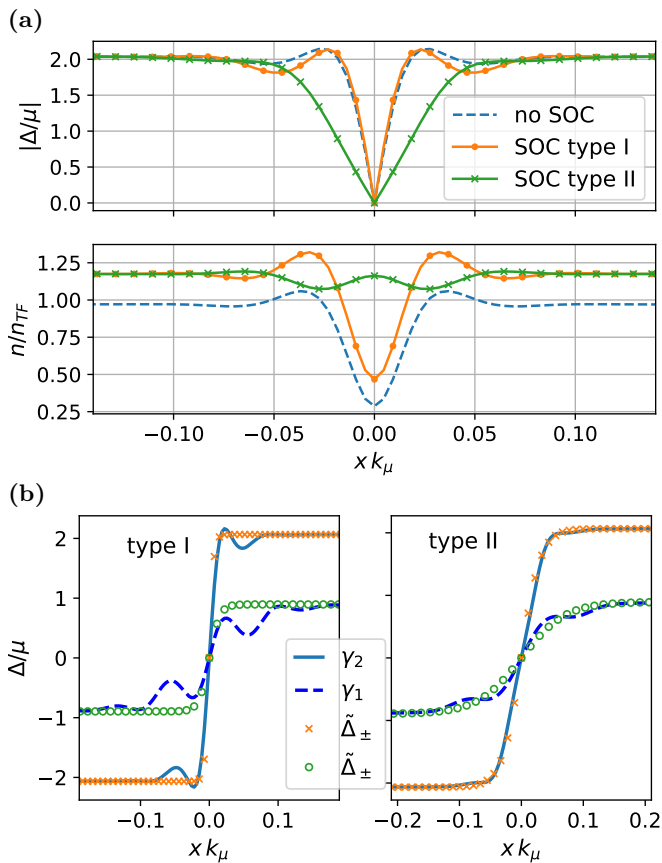 (a)
|Δ/μ|
2.0
1.5
1.0
0.5
0.0
no SOC
SOC type I
SOC type II
n/n_{TF}
1.25
1.00
0.75
0.50
0.25
−0.10 −0.05 0.00 0.05 0.10
x k_μ
(b)
Δ/μ
2
1
0
−1
−2
type I
type II
γ_2
γ_1
Δ̃_±
Δ̃_±
−0.1 0.0 0.1
x k_μ
−0.2 −0.1 0.0 0.1 0.2
x k_μ